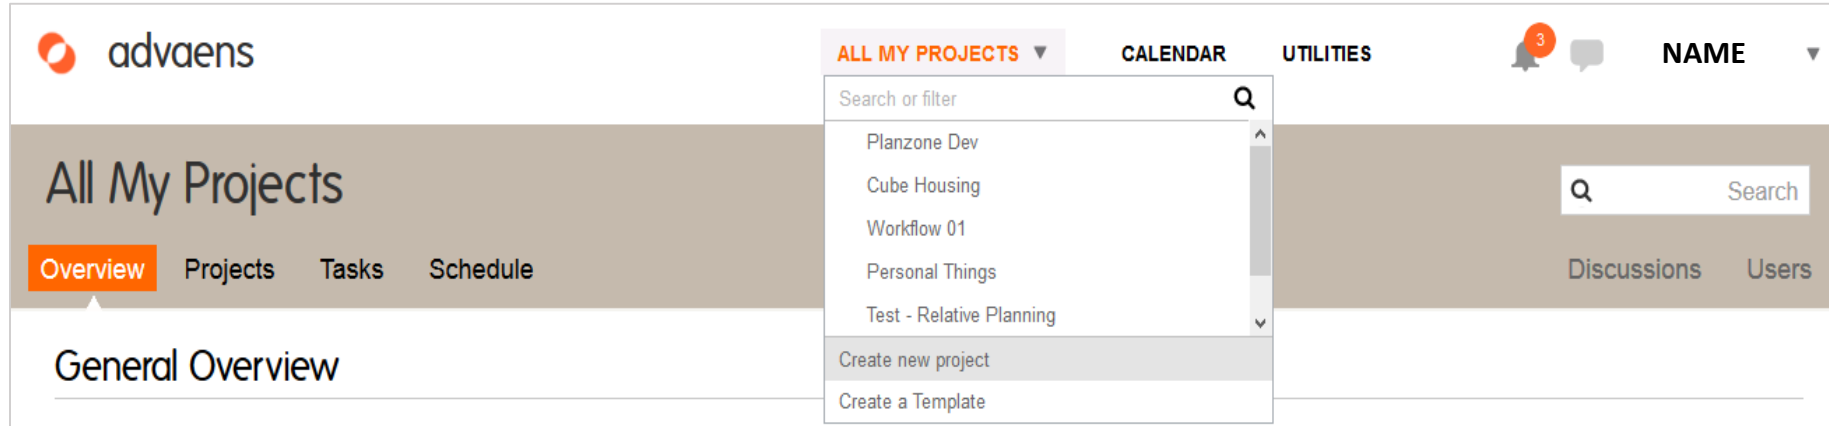 advaens
ALL MY PROJECTS ▼ CALENDAR UTILITIES 3 NAME ▼
Search or filter
Planzone Dev
Cube Housing
Workflow 01
Personal Things
Test - Relative Planning
Create new project
Create a Template
All My Projects
Search
Overview Projects Tasks Schedule
Discussions Users
General Overview